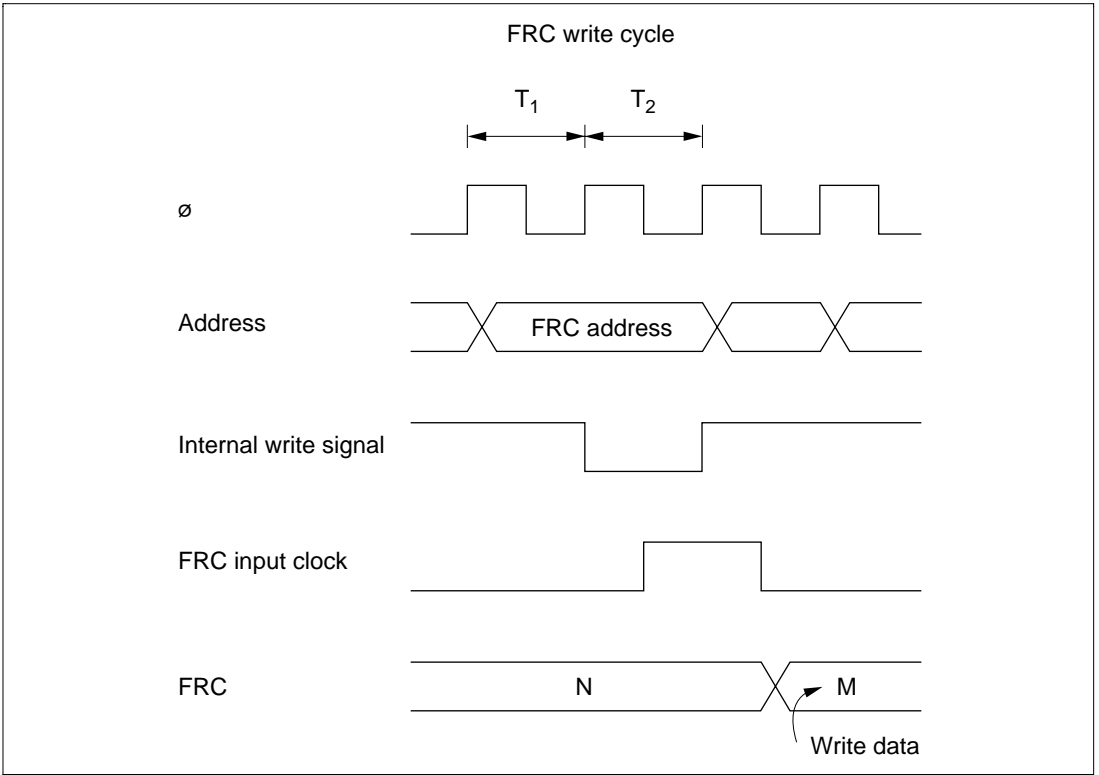 FRC write cycle
T1 T2
ø
Address FRC address
Internal write signal
FRC input clock
FRC N M
Write data